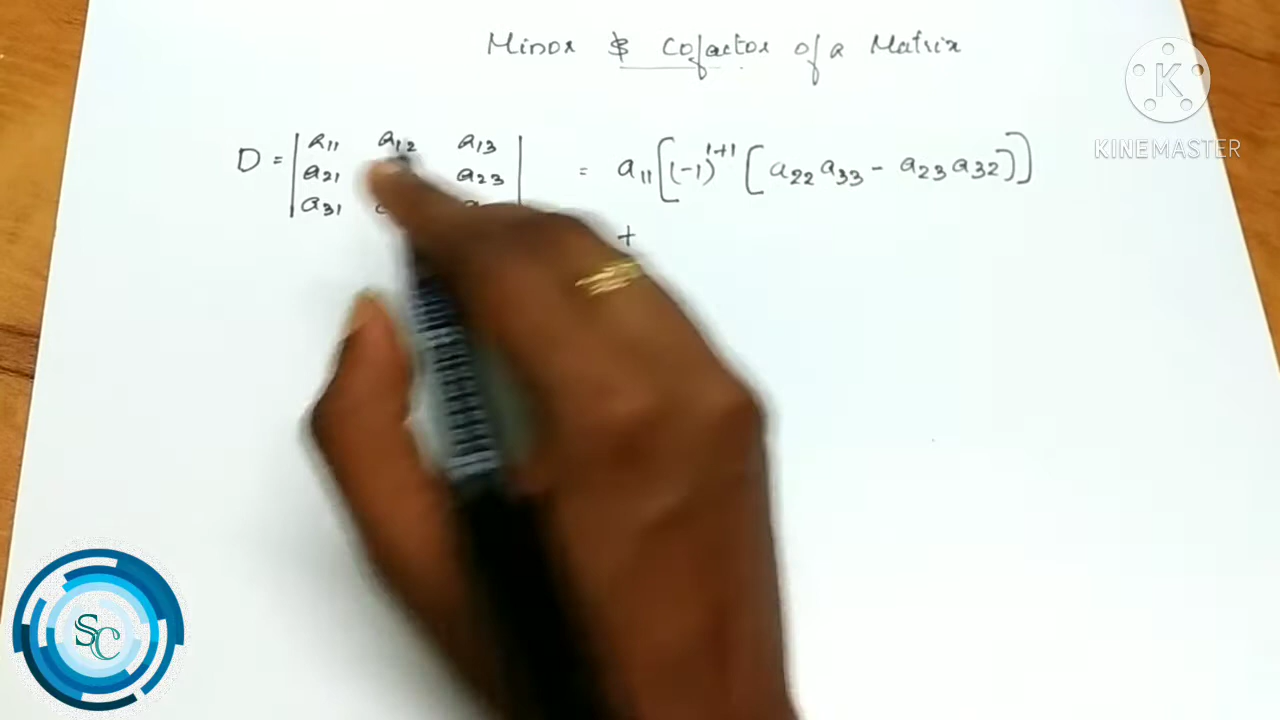 Minor & Cofactor of a Matrix
KINEMASTER
D = | a11 a12 a13 | = a11 [(-1)^1+1 [a22 a33 - a23 a32]]
| a21 a23 |
| a31
+
SC